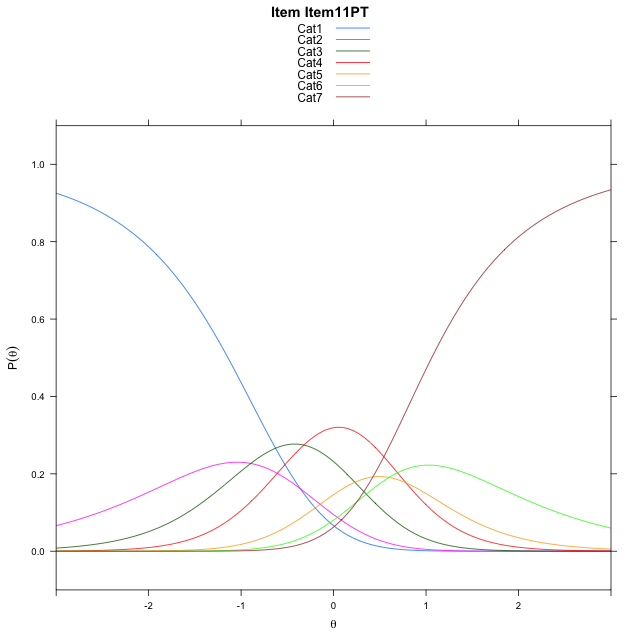 Item Item11PT
Cat1
Cat2
Cat3
Cat4
Cat5
Cat6
Cat7
1.0
0.8
0.6
0.4
0.2
0.0
P(θ)
-2 -1 0 1 2
θ